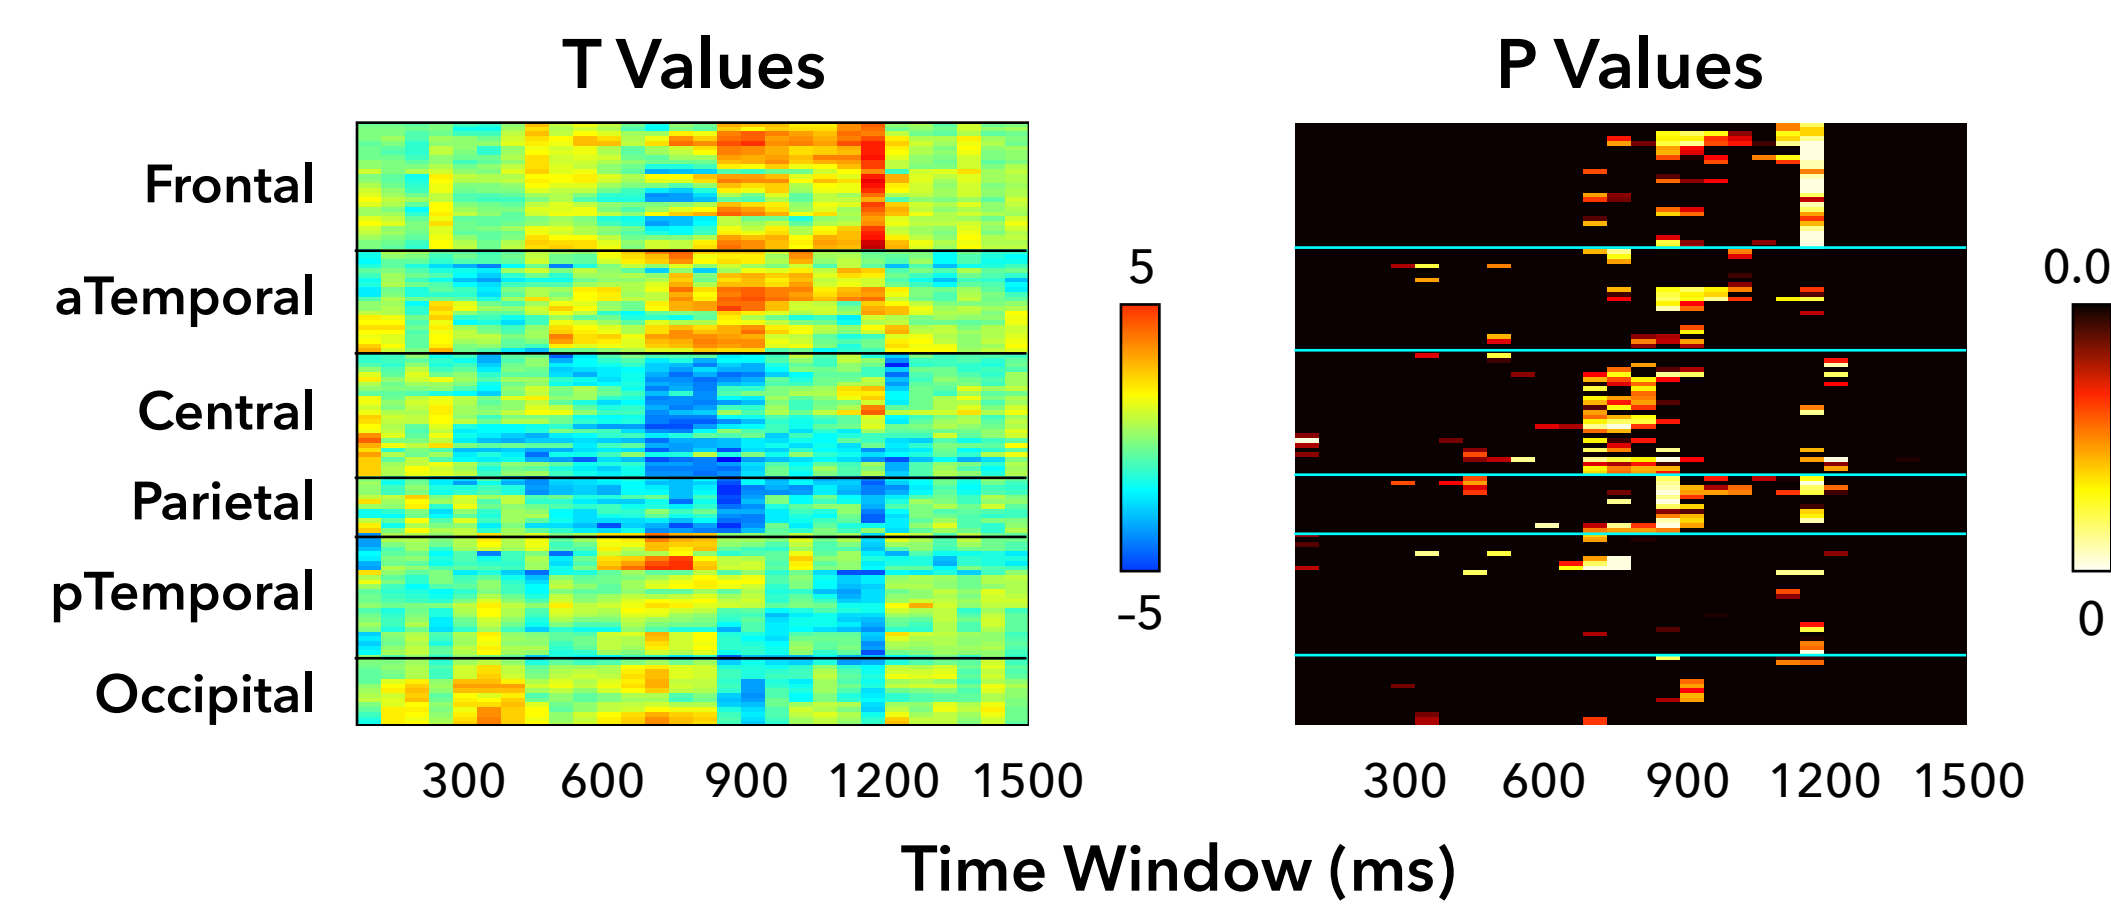 T Values
P Values
Frontal
aTemporal
Central
Parietal
pTemporal
Occipital
5
–5
0.0
0
300 600 900 1200 1500
300 600 900 1200 1500
Time Window (ms)